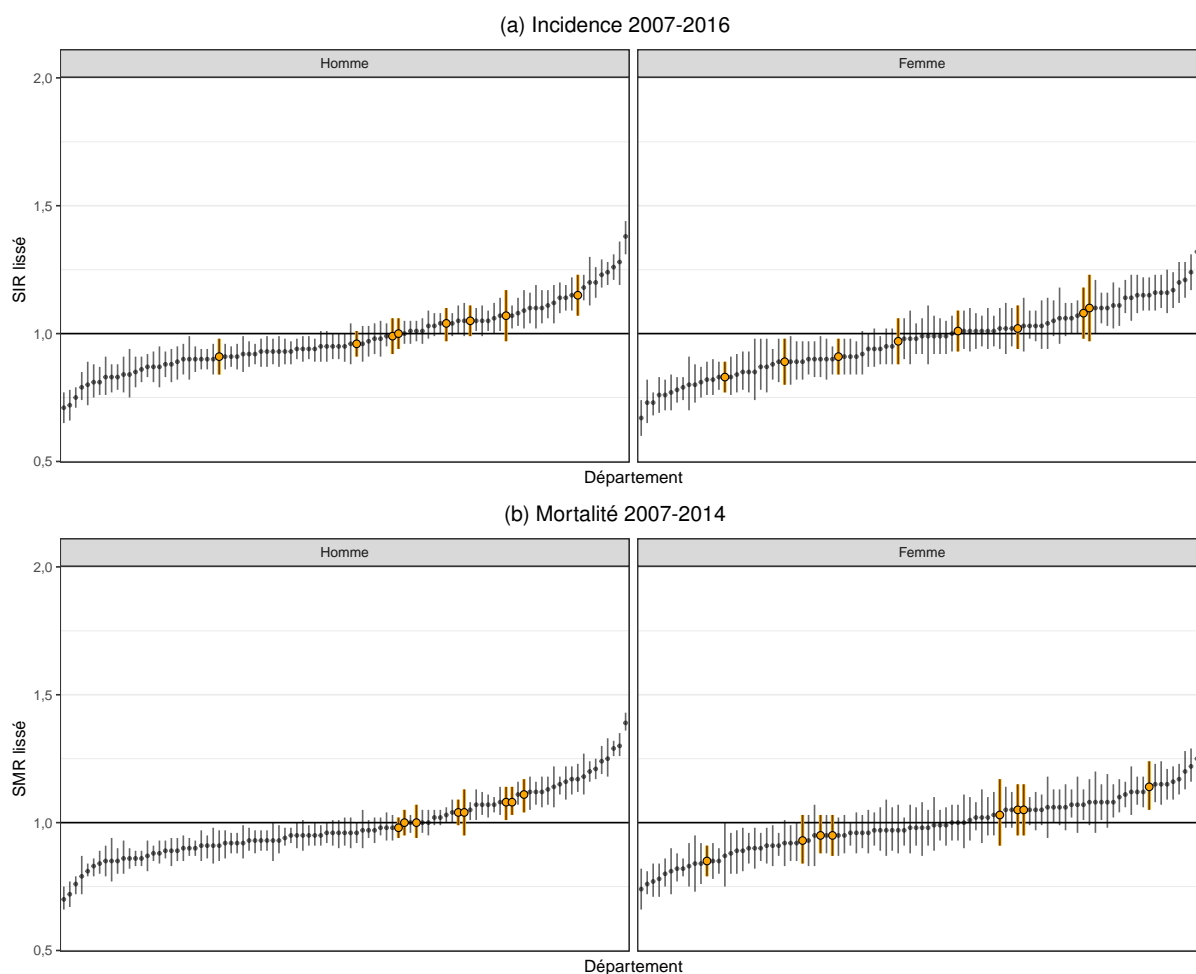 (a) Incidence 2007-2016
Homme
Femme
2,0
1,5
1,0
0,5
SIR lissé
Département
(b) Mortalité 2007-2014
Homme
Femme
2,0
1,5
1,0
0,5
SMR lissé
Département